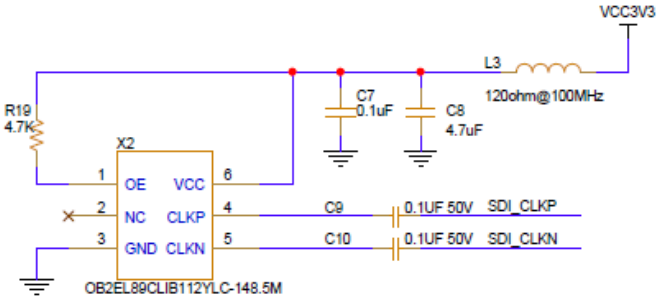 VCC3V3
L3
120ohm@100MHz
R19
4.7K
C7
0.1uF
C8
4.7uF
X2
1 OE VCC 6
2 NC CLKP 4 C9 0.1UF 50V SDI_CLKP
3 GND CLKN 5 C10 0.1UF 50V SDI_CLKN
OB2EL89CLIB112YLC-148.5M